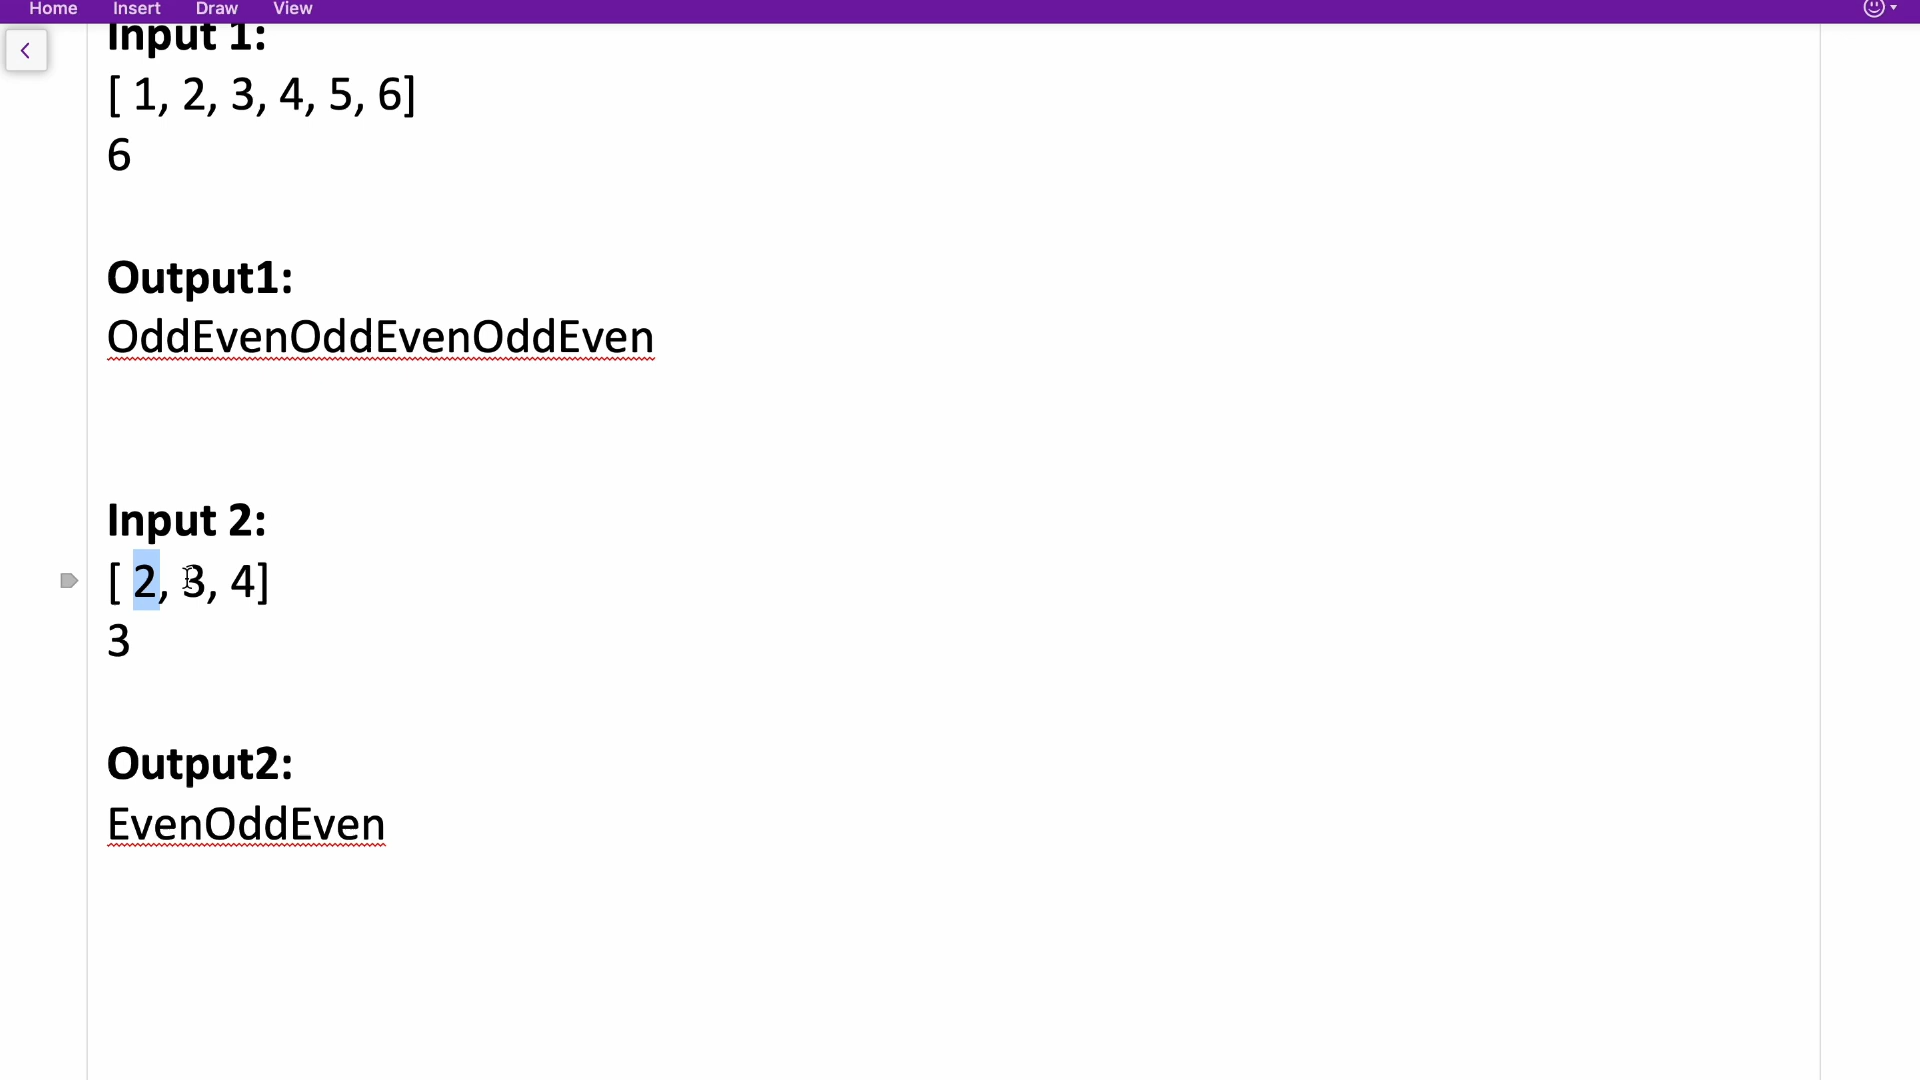 Home Insert Draw View
Input 1:
[ 1, 2, 3, 4, 5, 6]
6
Output1:
OddEvenOddEvenOddEven
Input 2:
[ 2, 3, 4]
3
Output2:
EvenOddEven